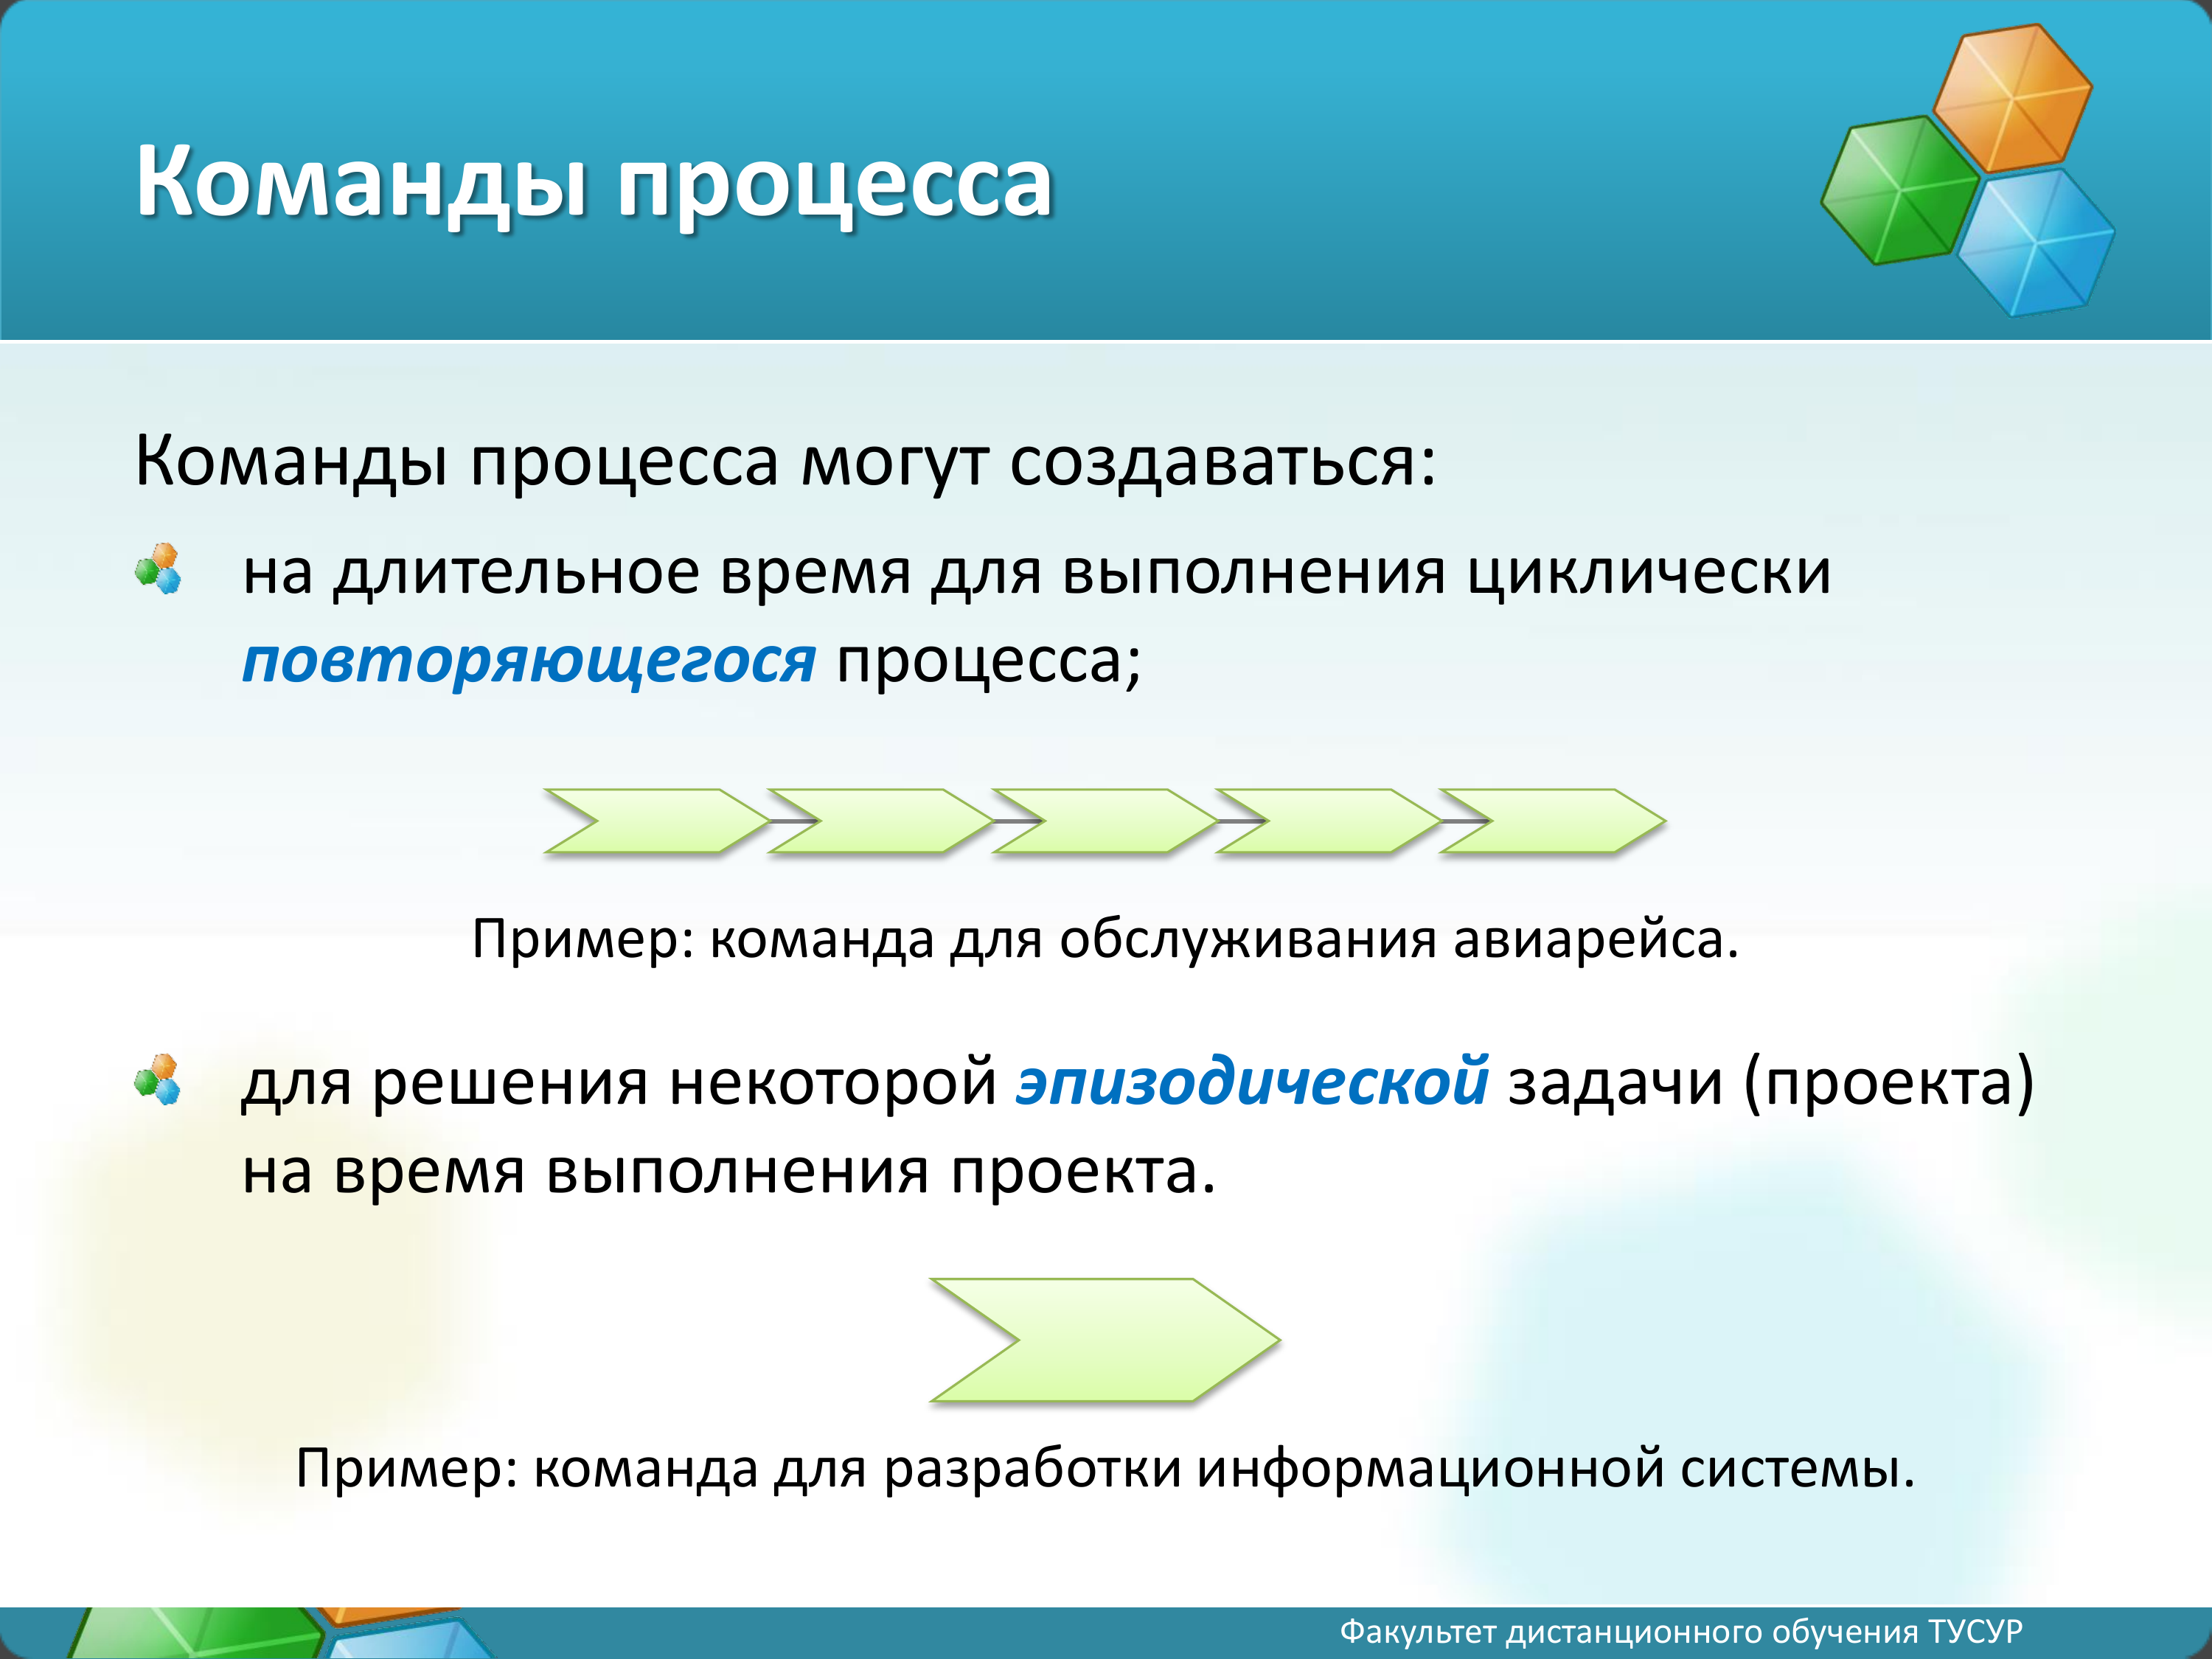 Команды процесса
Команды процесса могут создаваться:
на длительное время для выполнения циклически
повторяющегося процесса;
Пример: команда для обслуживания авиарейса.
для решения некоторой эпизодической задачи (проекта)
на время выполнения проекта.
Пример: команда для разработки информационной системы.
Факультет дистанционного обучения ТУСУР